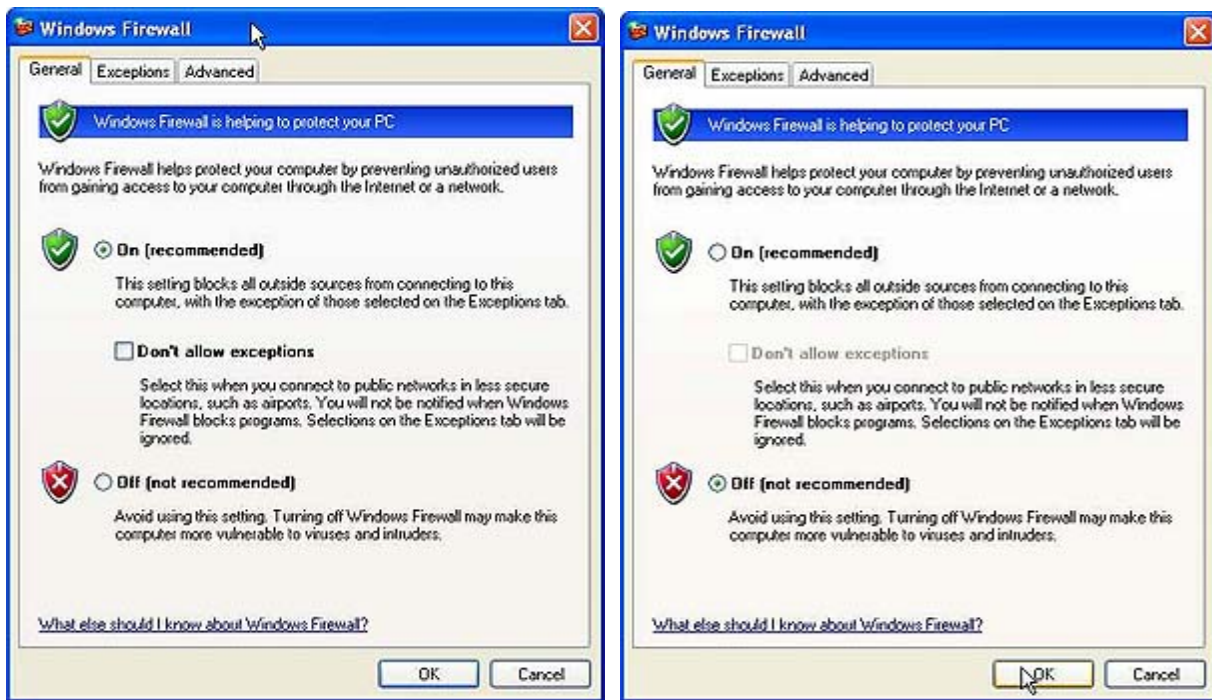 Windows Firewall
General Exceptions Advanced
Windows Firewall is helping to protect your PC
Windows Firewall helps protect your computer by preventing unauthorized users
from gaining access to your computer through the Internet or a network.
On (recommended)
This setting blocks all outside sources from connecting to this
computer, with the exception of those selected on the Exceptions tab.
Don't allow exceptions
Select this when you connect to public networks in less secure
locations, such as airports. You will not be notified when Windows
Firewall blocks programs. Selections on the Exceptions tab will be
ignored.
Off (not recommended)
Avoid using this setting. Turning off Windows Firewall may make this
computer more vulnerable to viruses and intruders.
What else should I know about Windows Firewall?
OK Cancel
Windows Firewall
General Exceptions Advanced
Windows Firewall is helping to protect your PC
Windows Firewall helps protect your computer by preventing unauthorized users
from gaining access to your computer through the Internet or a network.
On (recommended)
This setting blocks all outside sources from connecting to this
computer, with the exception of those selected on the Exceptions tab.
Don't allow exceptions
Select this when you connect to public networks in less secure
locations, such as airports. You will not be notified when Windows
Firewall blocks programs. Selections on the Exceptions tab will be
ignored.
Off (not recommended)
Avoid using this setting. Turning off Windows Firewall may make this
computer more vulnerable to viruses and intruders.
What else should I know about Windows Firewall?
OK Cancel